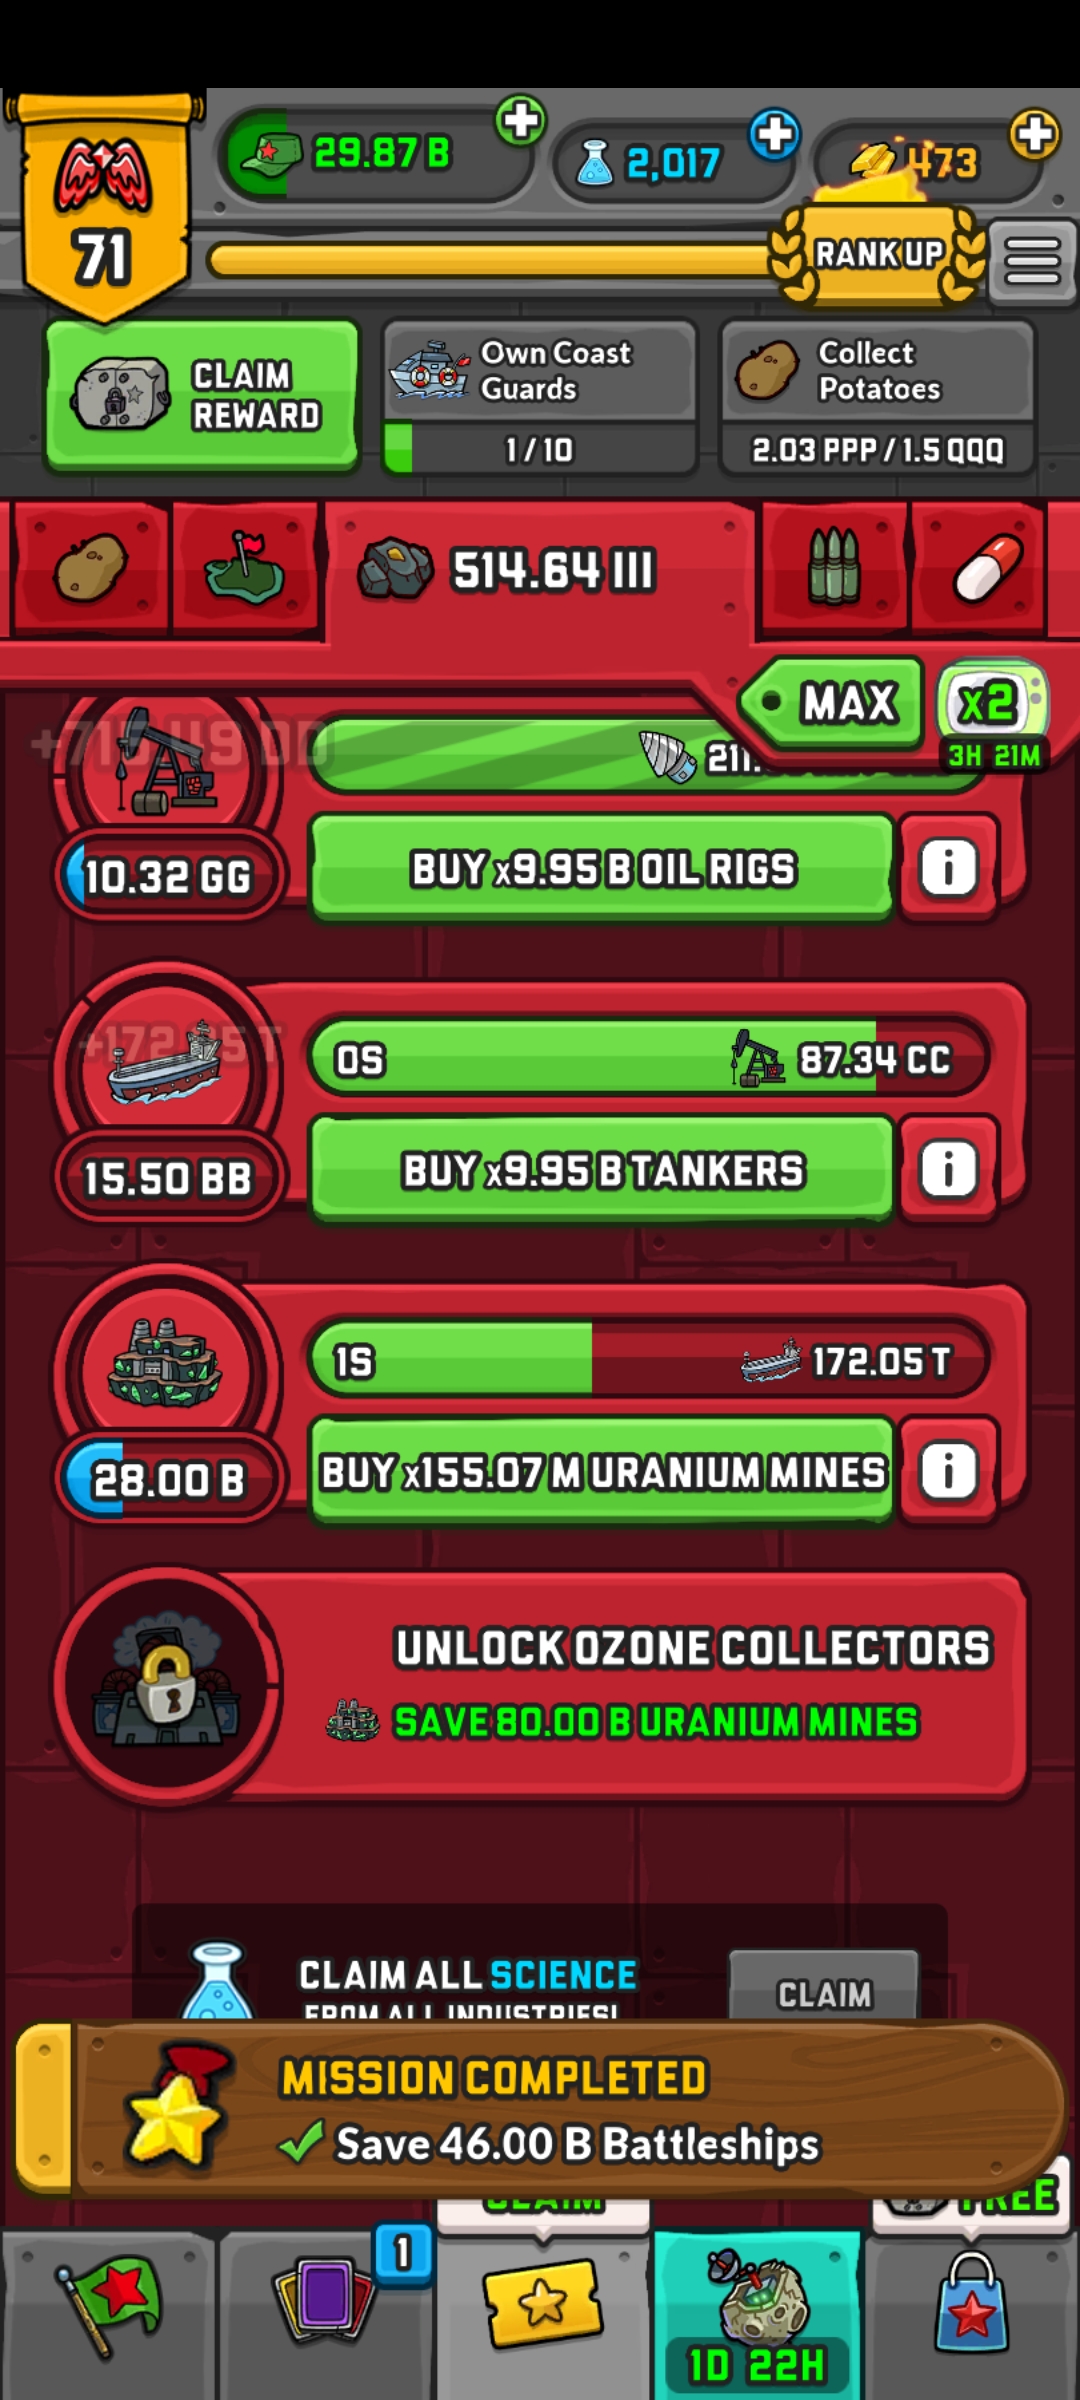 29.87 B
2,017
473
71
RANK UP
CLAIM
REWARD
Own Coast
Guards
1 / 10
Collect
Potatoes
2.03 PPP / 1.5 QQQ
514.64 III
MAX
x2
3H 21M
10.32 GG
BUY x9.95 B OIL RIGS
i
0S
87.34 CC
+172.05 T
15.50 BB
BUY x9.95 B TANKERS
i
1S
172.05 T
28.00 B
BUY x155.07 M URANIUM MINES
i
UNLOCK OZONE COLLECTORS
SAVE 80.00 B URANIUM MINES
CLAIM ALL SCIENCE
FROM ALL INDUSTRIES!
CLAIM
MISSION COMPLETED
Save 46.00 B Battleships
CLAIM
FREE
1
1D 22H